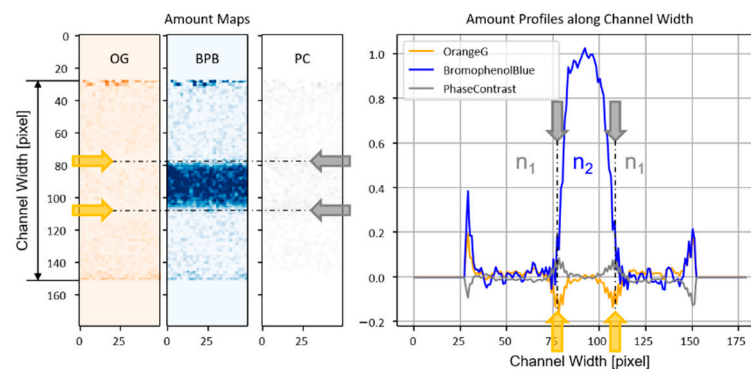 Amount Maps
OG
BPB
PC
Channel Width [pixel]
0
20
40
60
80
100
120
140
160
0
25
0
25
0
25
Amount Profiles along Channel Width
OrangeG
BromophenolBlue
PhaseContrast
n1
n2
n1
1.0
0.8
0.6
0.4
0.2
0.0
−0.2
0
25
50
75
100
125
150
175
Channel Width [pixel]